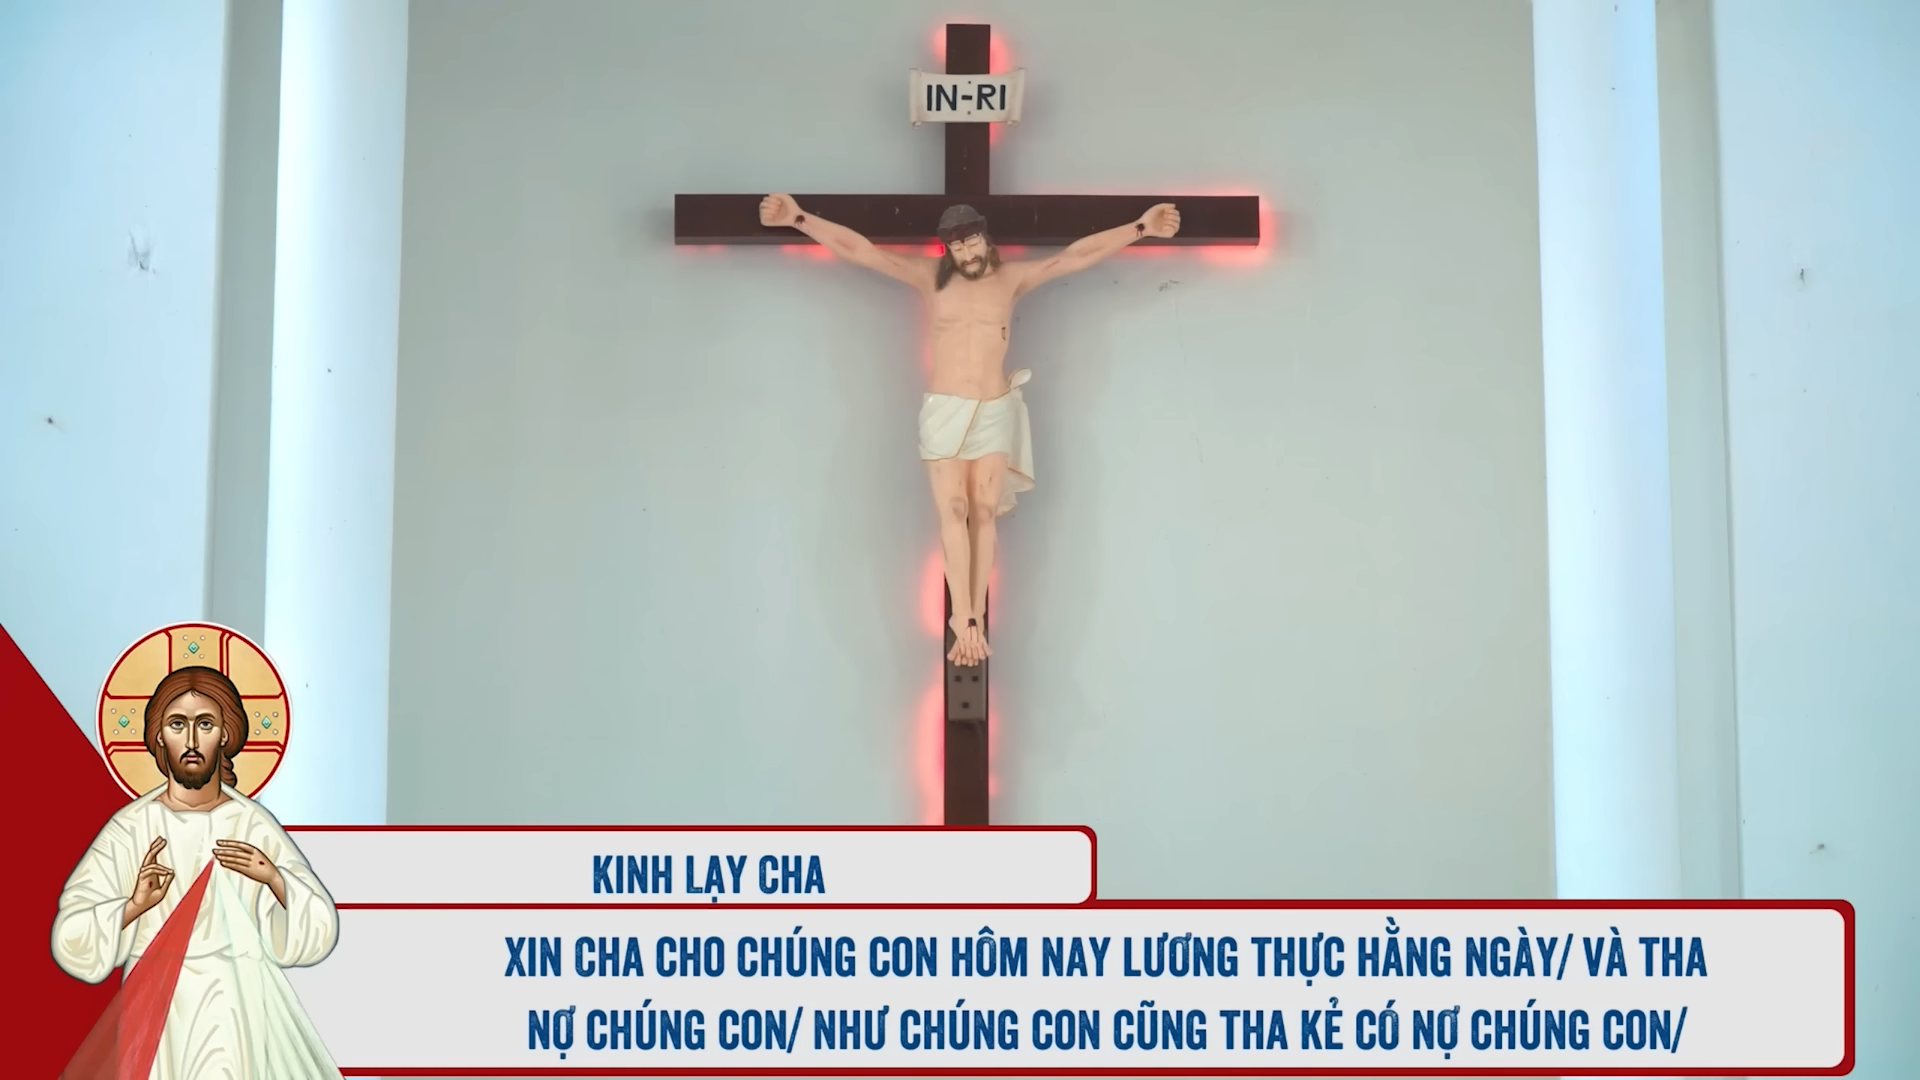 IN-RI
KINH LẠY CHA
XIN CHA CHO CHÚNG CON HÔM NAY LƯƠNG THỰC HẰNG NGÀY/ VÀ THA
NỢ CHÚNG CON/ NHƯ CHÚNG CON CŨNG THA KẺ CÓ NỢ CHÚNG CON/